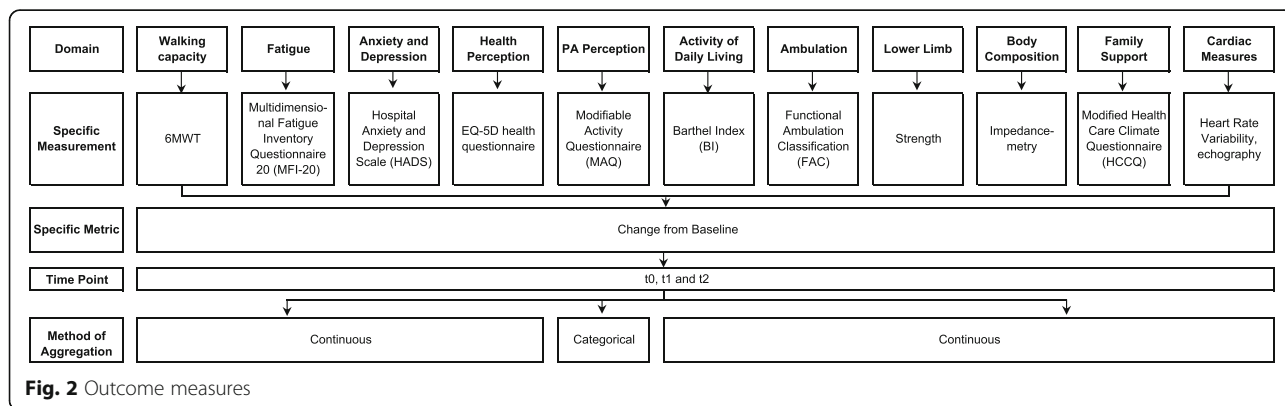 Domain
Walking
capacity
Fatigue
Anxiety and
Depression
Health
Perception
PA Perception
Activity of
Daily Living
Ambulation
Lower Limb
Body
Composition
Family
Support
Cardiac
Measures
Specific
Measurement
6MWT
Multidimensio-
nal Fatigue
Inventory
Questionnaire
20 (MFI-20)
Hospital
Anxiety and
Depression
Scale (HADS)
EQ-5D health
questionnaire
Modifiable
Activity
Questionnaire
(MAQ)
Barthel Index
(BI)
Functional
Ambulation
Classification
(FAC)
Strength
Impedance-
metry
Modified Health
Care Climate
Questionnaire
(HCCQ)
Heart Rate
Variability,
echography
Specific Metric
Change from Baseline
Time Point
t0, t1 and t2
Method of
Aggregation
Continuous
Categorical
Continuous
Fig. 2 Outcome measures